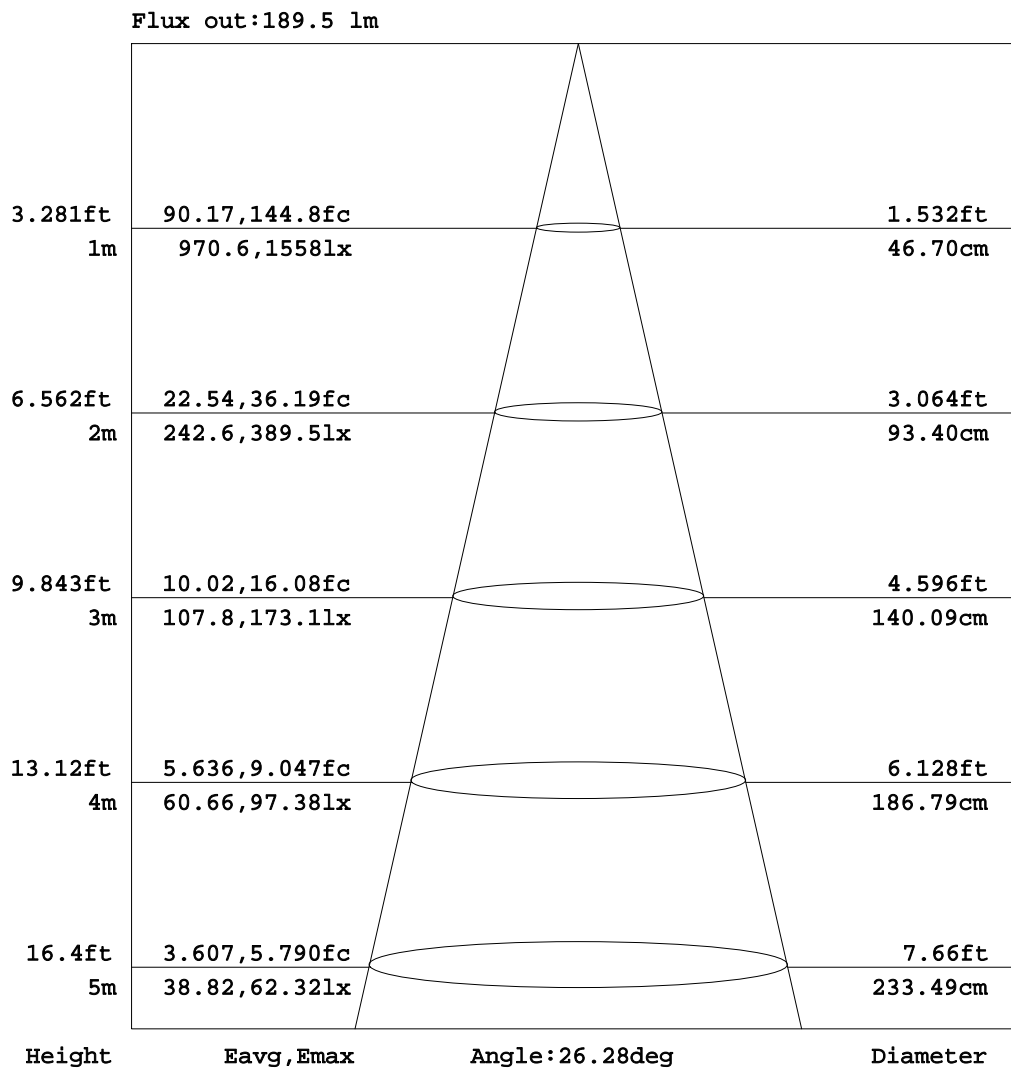 Flux out:189.5 lm
3.281ft 90.17,144.8fc 1.532ft
1m 970.6,1558lx 46.70cm
6.562ft 22.54,36.19fc 3.064ft
2m 242.6,389.5lx 93.40cm
9.843ft 10.02,16.08fc 4.596ft
3m 107.8,173.1lx 140.09cm
13.12ft 5.636,9.047fc 6.128ft
4m 60.66,97.38lx 186.79cm
16.4ft 3.607,5.790fc 7.66ft
5m 38.82,62.32lx 233.49cm
Height Eavg,Emax Angle:26.28deg Diameter